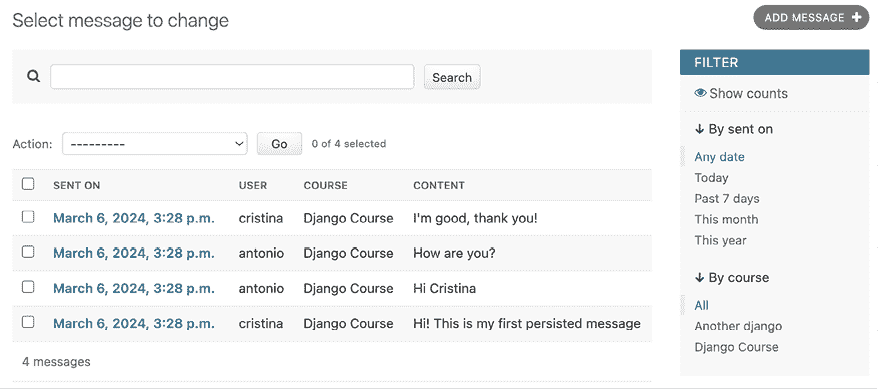 Select message to change
ADD MESSAGE +
Search
Action: --------- Go 0 of 4 selected
SENT ON USER COURSE CONTENT
March 6, 2024, 3:28 p.m. cristina Django Course I'm good, thank you!
March 6, 2024, 3:28 p.m. antonio Django Course How are you?
March 6, 2024, 3:28 p.m. antonio Django Course Hi Cristina
March 6, 2024, 3:28 p.m. cristina Django Course Hi! This is my first persisted message
4 messages
FILTER
Show counts
↓ By sent on
Any date
Today
Past 7 days
This month
This year
↓ By course
All
Another django
Django Course